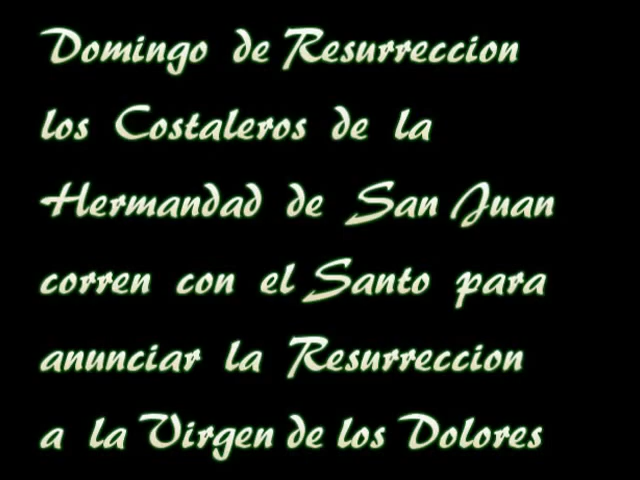 Domingo de Resurreccion
los Costaleros de la
Hermandad de San Juan
corren con el Santo para
anunciar la Resurreccion
a la Virgen de los Dolores